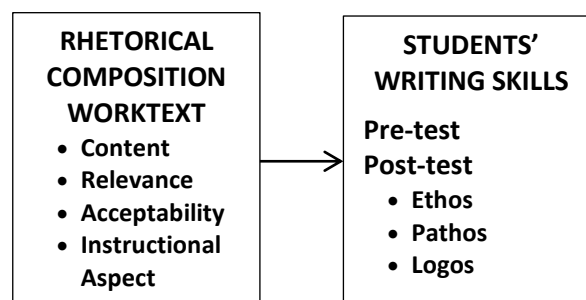 RHETORICAL
COMPOSITION
WORKTEXT
• Content
• Relevance
• Acceptability
• Instructional
Aspect
STUDENTS’
WRITING SKILLS
Pre-test
Post-test
• Ethos
• Pathos
• Logos